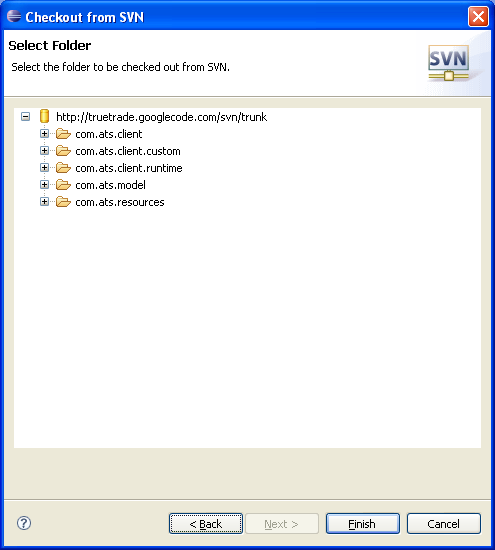 Checkout from SVN
Select Folder
Select the folder to be checked out from SVN.
SVN
http://truetrade.googlecode.com/svn/trunk
com.ats.client
com.ats.client.custom
com.ats.client.runtime
com.ats.model
com.ats.resources
? < Back Next > Finish Cancel